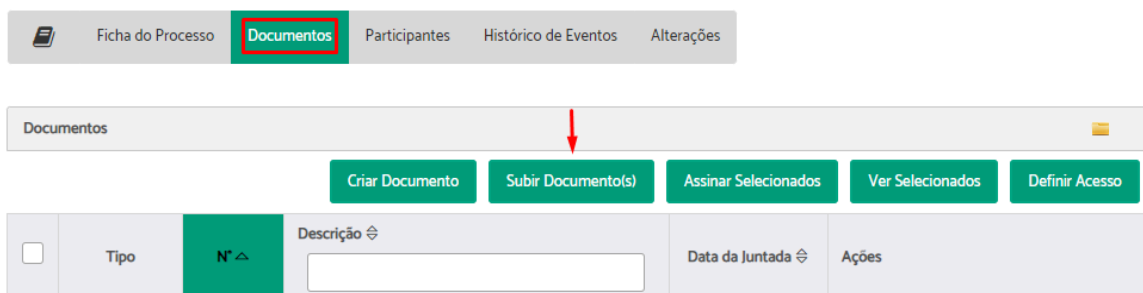 Ficha do Processo Documentos Participantes Histórico de Eventos Alterações
Documentos
Criar Documento Subir Documento(s) Assinar Selecionados Ver Selecionados Definir Acesso
Descrição
Tipo N° Data da Juntada Ações